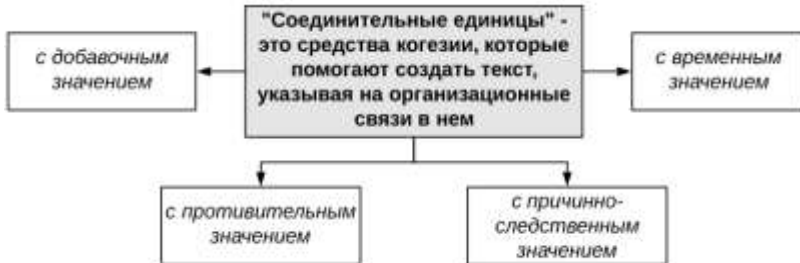 "Соединительные единицы" -
это средства когезии, которые
помогают создать текст,
указывая на организационные
связи в нем
с добавочным
значением
с временным
значением
с противительным
значением
с причинно-
следственным
значением